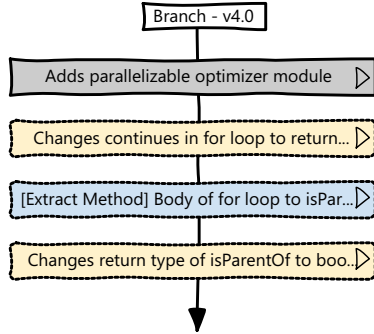 Branch - v4.0
Adds parallelizable optimizer module
Changes continues in for loop to return...
[Extract Method] Body of for loop to isPar...
Changes return type of isParentOf to boo...